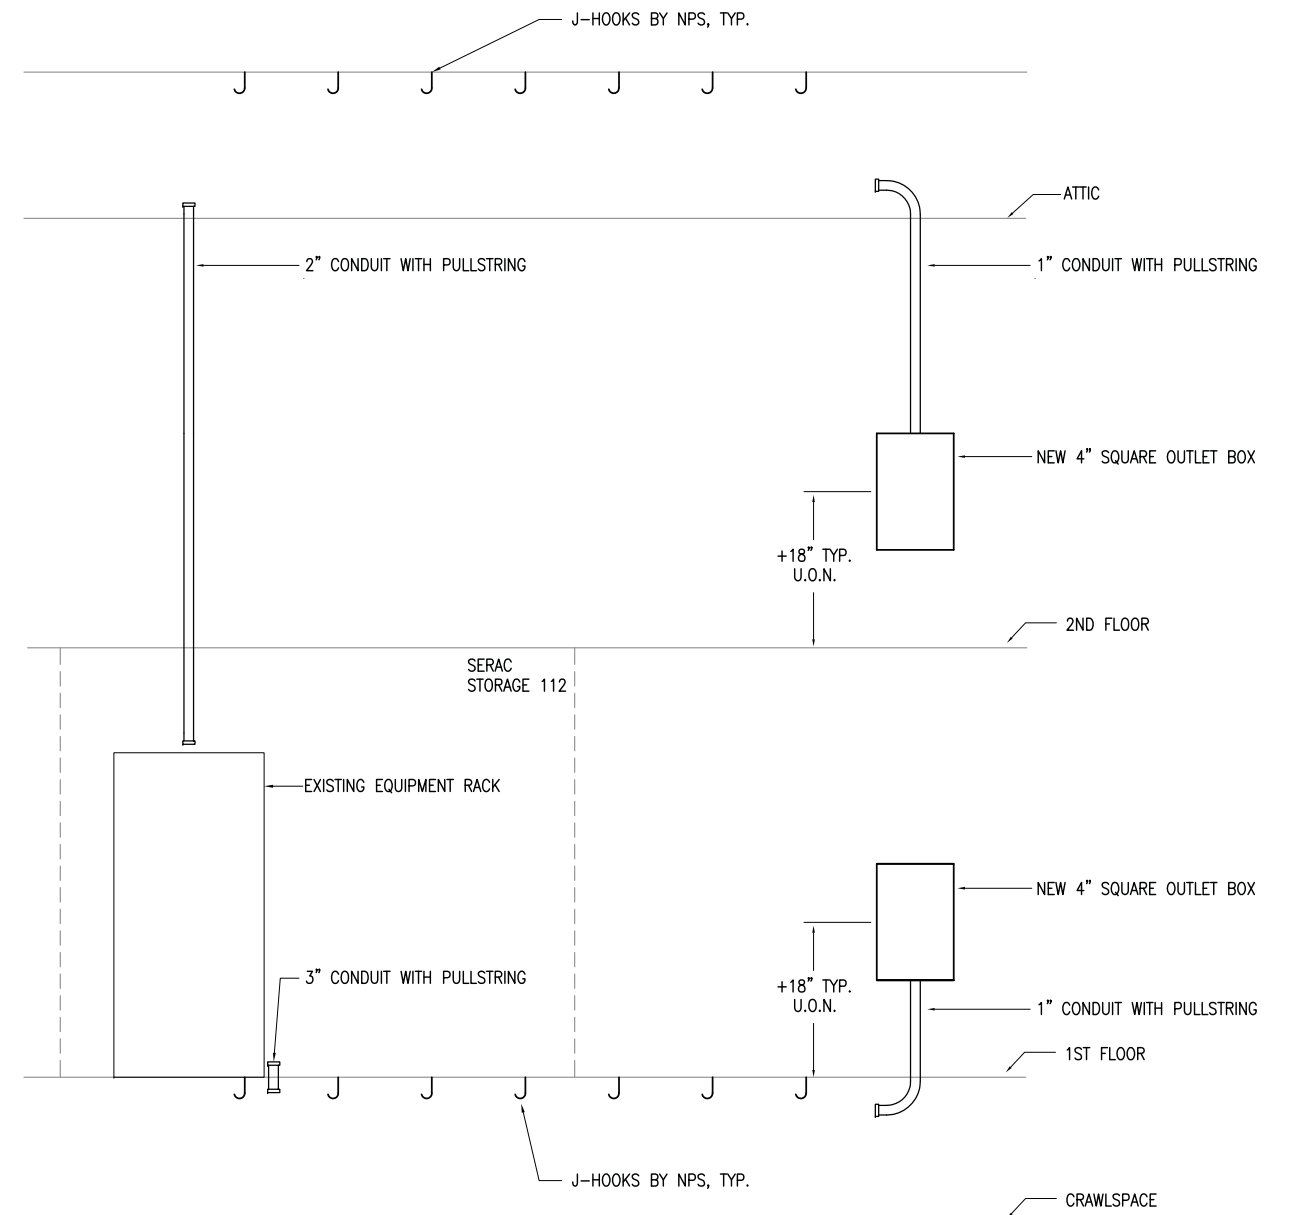 J-HOOKS BY NPS, TYP.
ATTIC
2" CONDUIT WITH PULLSTRING
1" CONDUIT WITH PULLSTRING
NEW 4" SQUARE OUTLET BOX
+18" TYP.
U.O.N.
2ND FLOOR
SERAC
STORAGE 112
EXISTING EQUIPMENT RACK
NEW 4" SQUARE OUTLET BOX
3" CONDUIT WITH PULLSTRING
+18" TYP.
U.O.N.
1" CONDUIT WITH PULLSTRING
1ST FLOOR
J-HOOKS BY NPS, TYP.
CRAWLSPACE